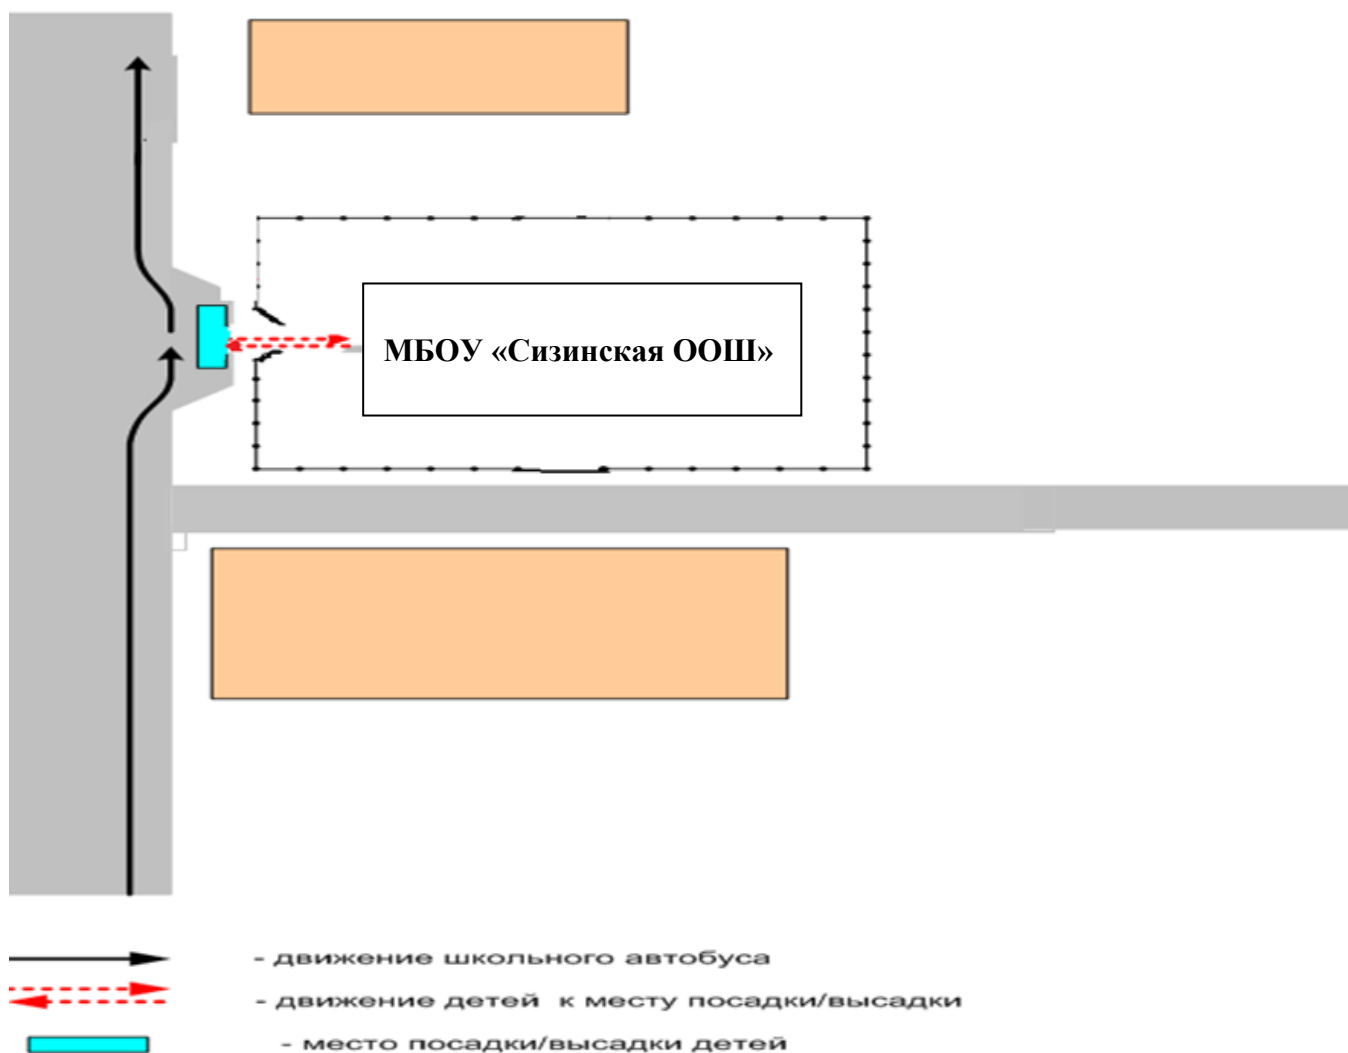 МБОУ «Сизинская ООШ»
- движение школьного автобуса
- движение детей к месту посадки/высадки
- место посадки/высадки детей